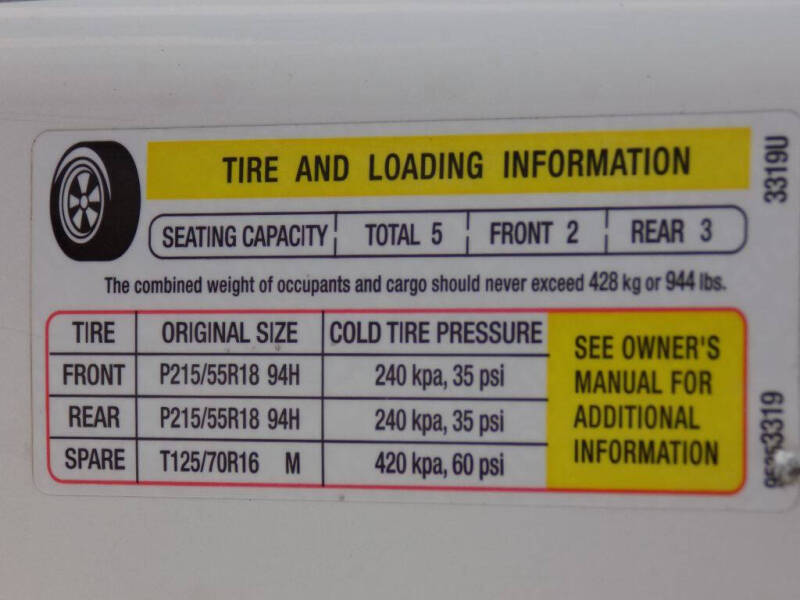 TIRE AND LOADING INFORMATION
3319U
SEATING CAPACITY TOTAL 5 FRONT 2 REAR 3
The combined weight of occupants and cargo should never exceed 428 kg or 944 lbs.
TIRE ORIGINAL SIZE COLD TIRE PRESSURE
FRONT P215/55R18 94H 240 kpa, 35 psi
REAR P215/55R18 94H 240 kpa, 35 psi
SPARE T125/70R16 M 420 kpa, 60 psi
SEE OWNER'S
MANUAL FOR
ADDITIONAL
INFORMATION